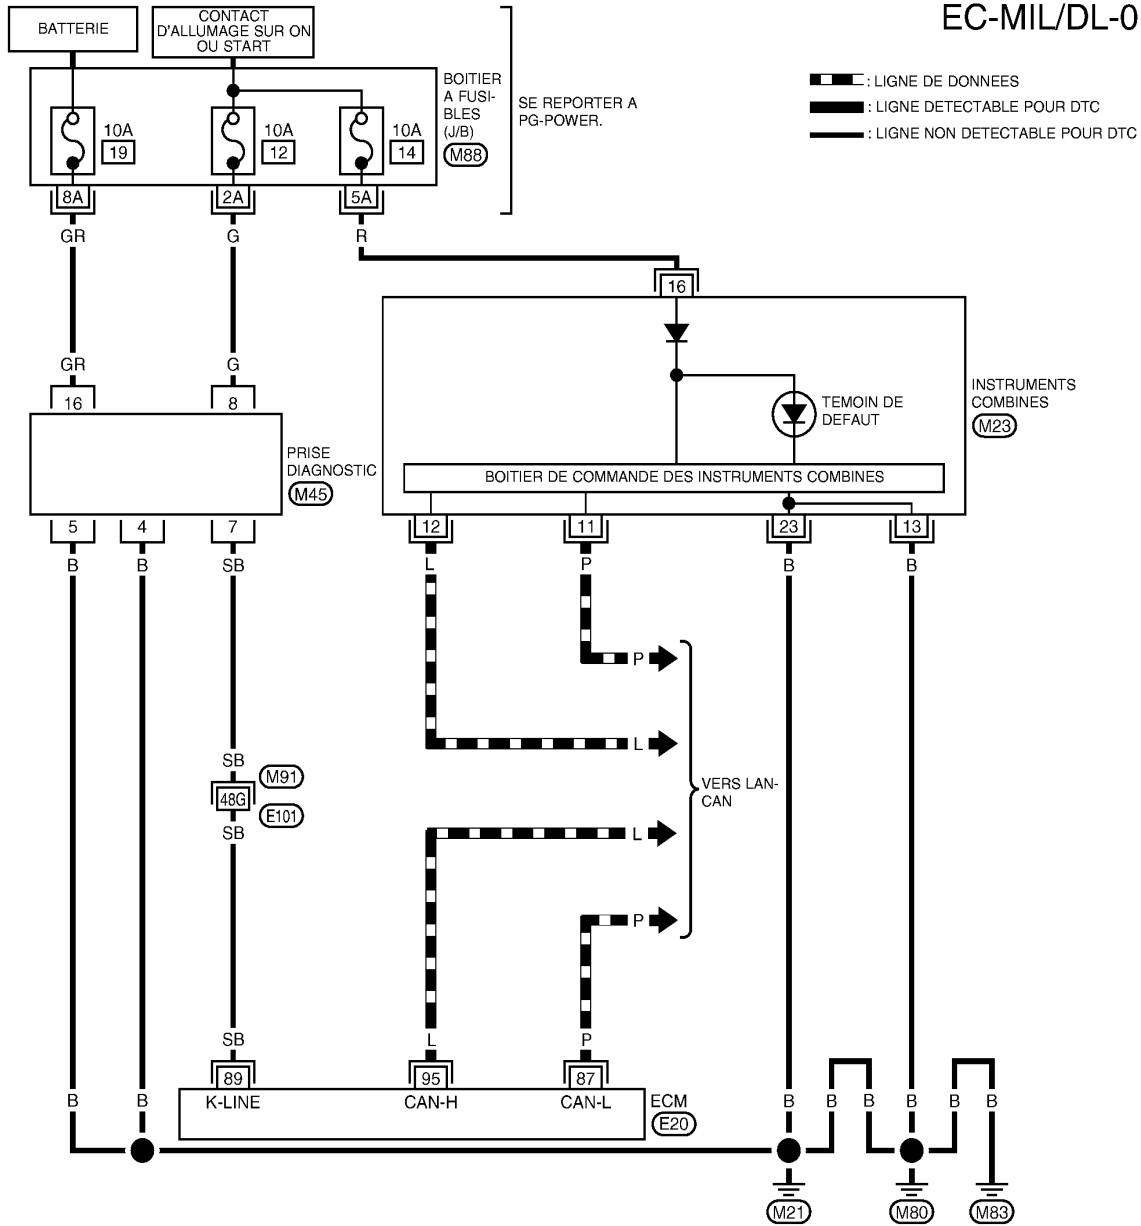 EC-MIL/DL-0
BATTERIE
CONTACT
D'ALLUMAGE SUR ON
OU START
: LIGNE DE DONNEES
: LIGNE DETECTABLE POUR DTC
: LIGNE NON DETECTABLE POUR DTC
BOITIER
A FUSI-
BLES
(J/B)
M88
SE REPORTER A
PG-POWER.
10A
19
10A
12
10A
14
8A
2A
5A
GR
G
R
16
GR
G
16
8
TEMOIN DE
DEFAUT
INSTRUMENTS
COMBINES
M23
PRISE
DIAGNOSTIC
M45
BOITIER DE COMMANDE DES INSTRUMENTS COMBINES
5
4
7
12
11
23
13
B
B
SB
L
P
B
B
P
L
SB
M91
48G
E101
SB
VERS LAN-
CAN
L
P
SB
L
P
89
95
87
K-LINE
CAN-H
CAN-L
ECM
E20
B
B
B
B
B
B
B
B
M21
M80
M83